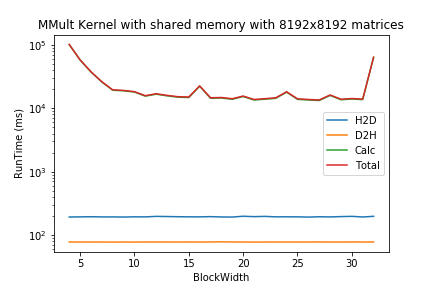 MMult Kernel with shared memory with 8192x8192 matrices
RunTime (ms)
10⁵
10⁴
10³
10²
H2D
D2H
Calc
Total
5 10 15 20 25 30
BlockWidth